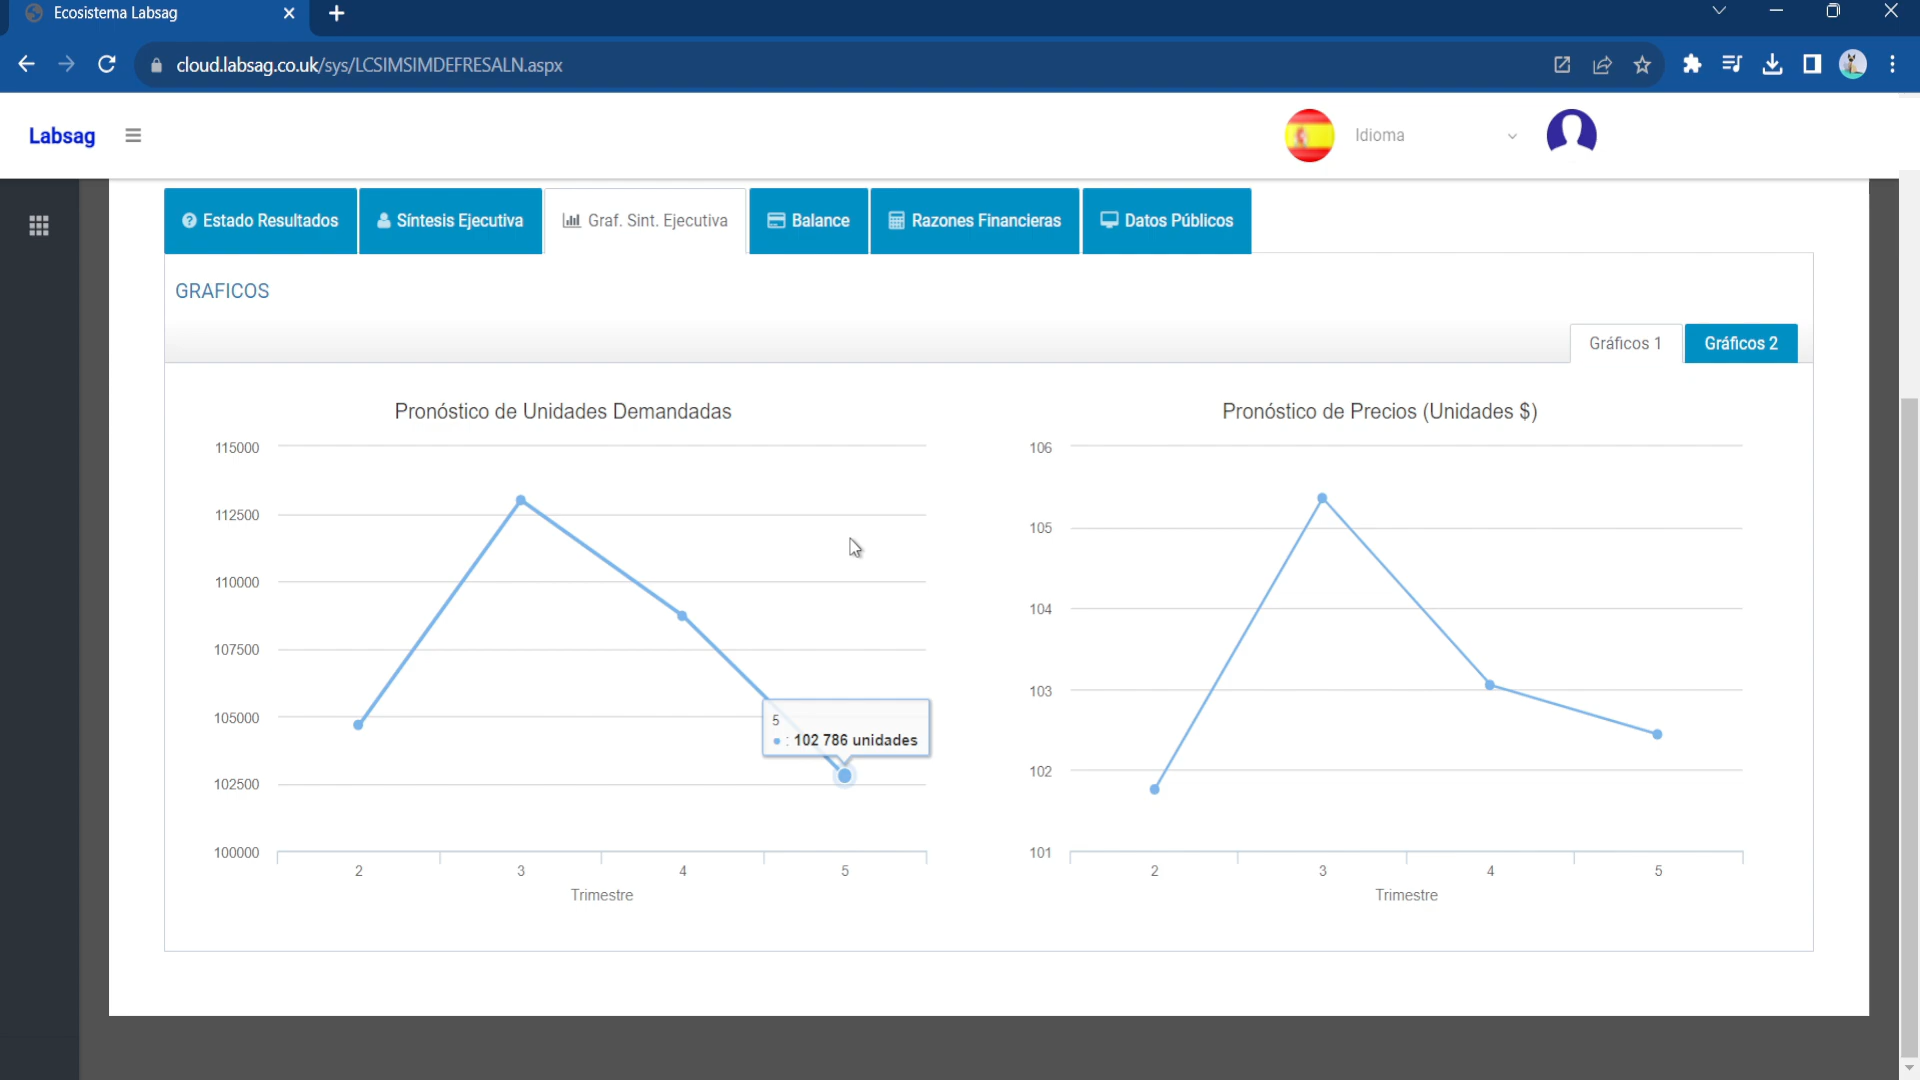 Ecosistema Labsag
cloud.labsag.co.uk/sys/LCSIMSIMDEFRESALN.aspx
Labsag
Idioma
Estado Resultados
Síntesis Ejecutiva
Graf. Sint. Ejecutiva
Balance
Razones Financieras
Datos Públicos
GRAFICOS
Gráficos 1
Gráficos 2
Pronóstico de Unidades Demandadas
115000
112500
110000
107500
105000
102500
100000
5
: 102 786 unidades
2
3
4
5
Trimestre
Pronóstico de Precios (Unidades $)
106
105
104
103
102
101
2
3
4
5
Trimestre